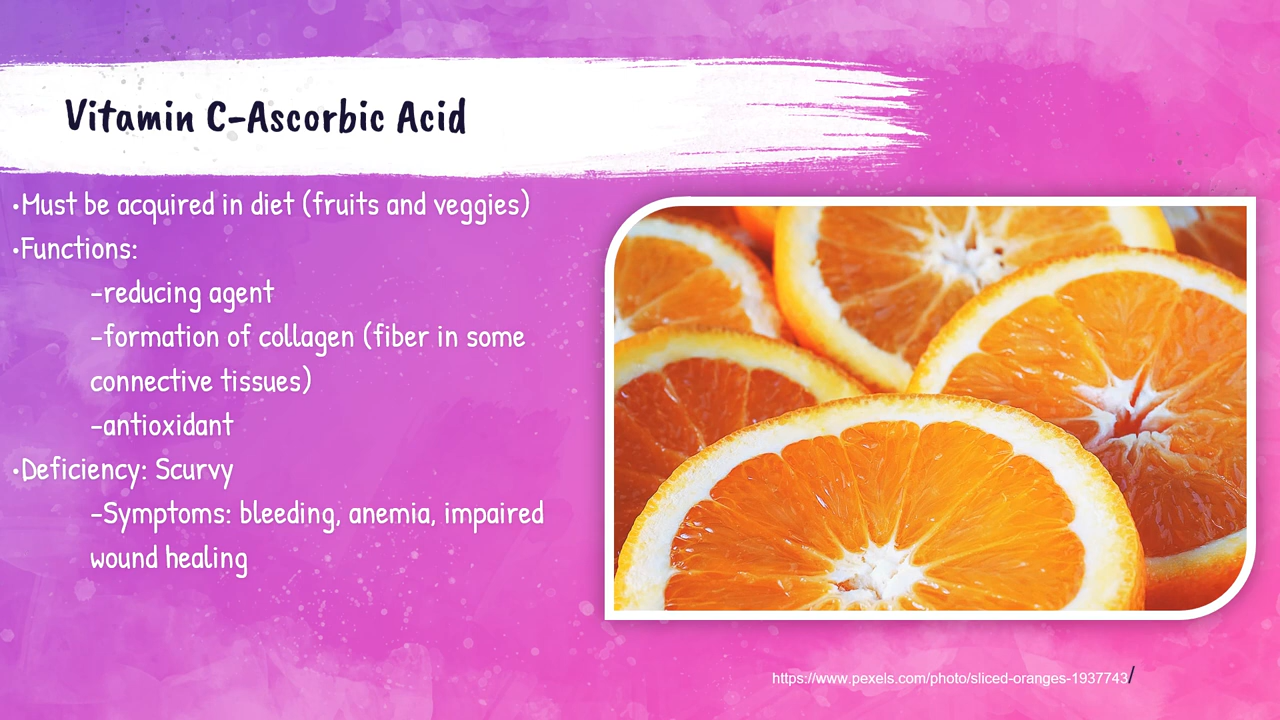 Vitamin C-Ascorbic Acid
•Must be acquired in diet (fruits and veggies)
•Functions:
-reducing agent
-formation of collagen (fiber in some
connective tissues)
-antioxidant
•Deficiency: Scurvy
-Symptoms: bleeding, anemia, impaired
wound healing
https://www.pexels.com/photo/sliced-oranges-1937743/